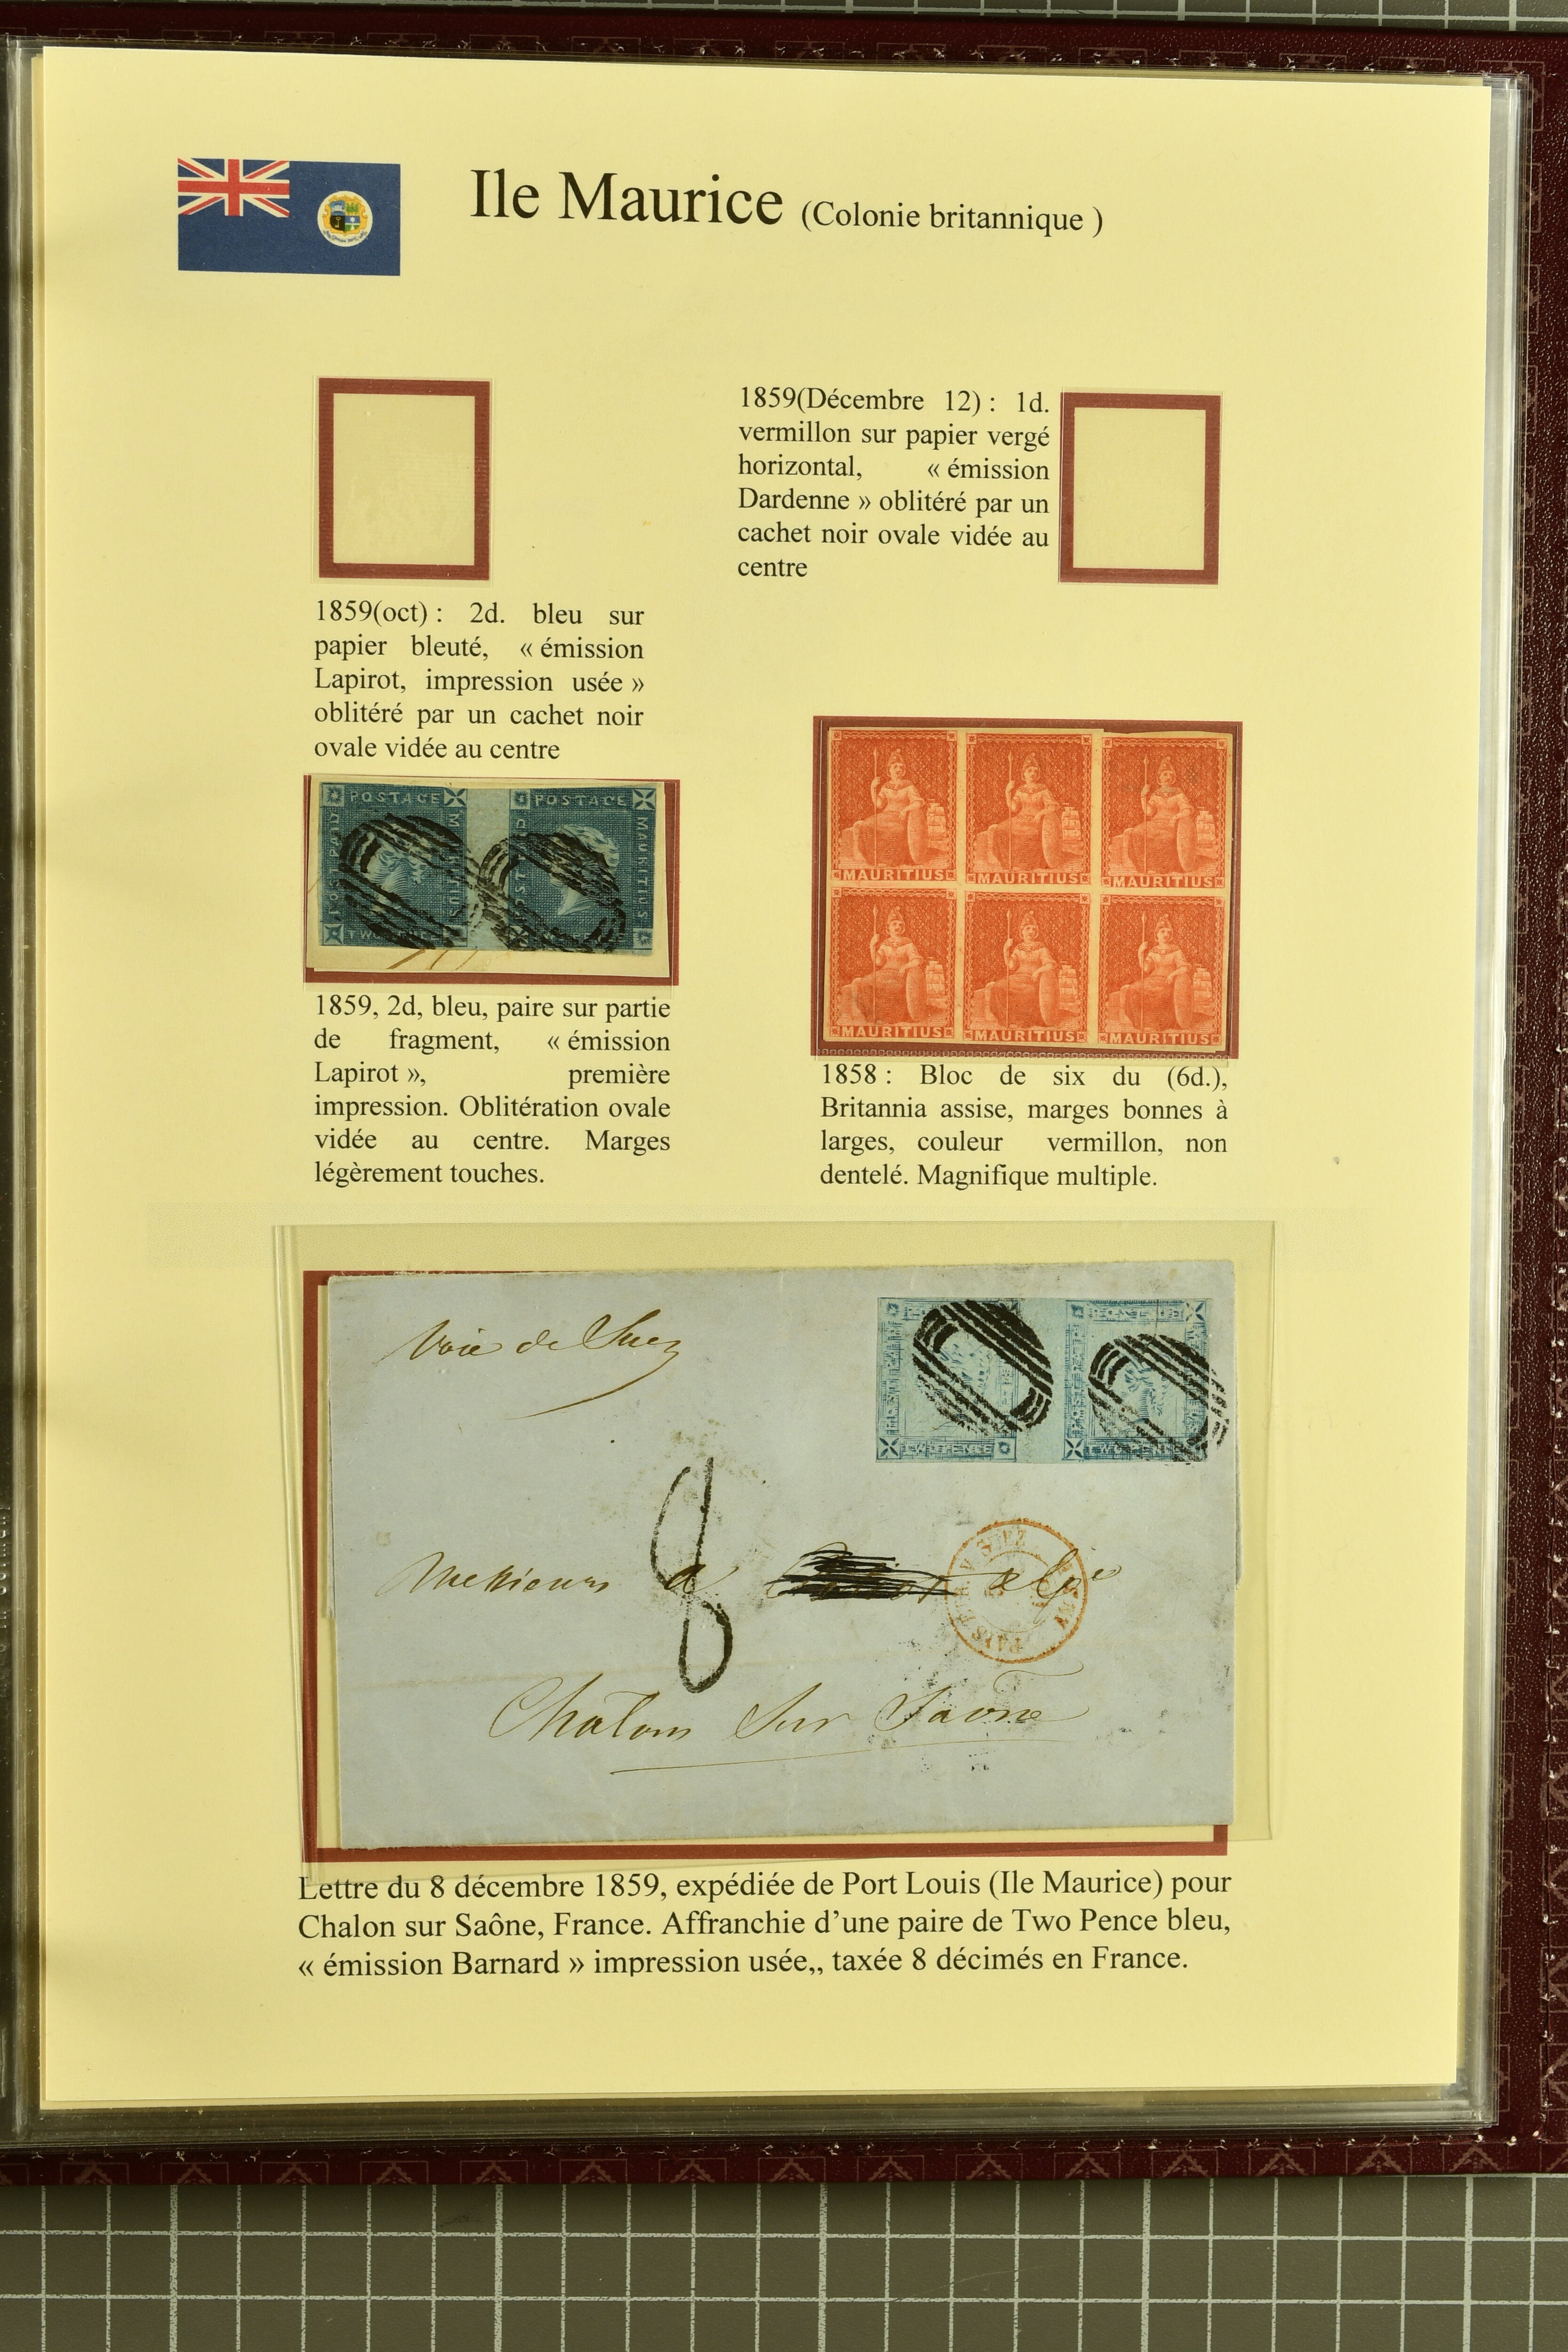 Ile Maurice (Colonie britannique )
1859(Décembre 12) : 1d.
vermillon sur papier vergé
horizontal, « émission
Dardenne » oblitéré par un
cachet noir ovale vidée au
centre
1859(oct) : 2d. bleu sur
papier bleuté, « émission
Lapirot, impression usée »
oblitéré par un cachet noir
ovale vidée au centre
POSTAGE
POSTAGE
MAURITIUS
MAURITIUS MAURITIUS MAURITIUS
MAURITIUS MAURITIUS MAURITIUS
1859, 2d, bleu, paire sur partie
de fragment, « émission
Lapirot », première
impression. Oblitération ovale
vidée au centre. Marges
légèrement touches.
1858 : Bloc de six du (6d.),
Britannia assise, marges bonnes à
larges, couleur vermillon, non
dentelé. Magnifique multiple.
Voie de Suez
TWO PENCE
TWO PENCE
8
Messieurs
Chalon Sur Saône
Lettre du 8 décembre 1859, expédiée de Port Louis (Ile Maurice) pour
Chalon sur Saône, France. Affranchie d’une paire de Two Pence bleu,
« émission Barnard » impression usée,, taxée 8 décimés en France.